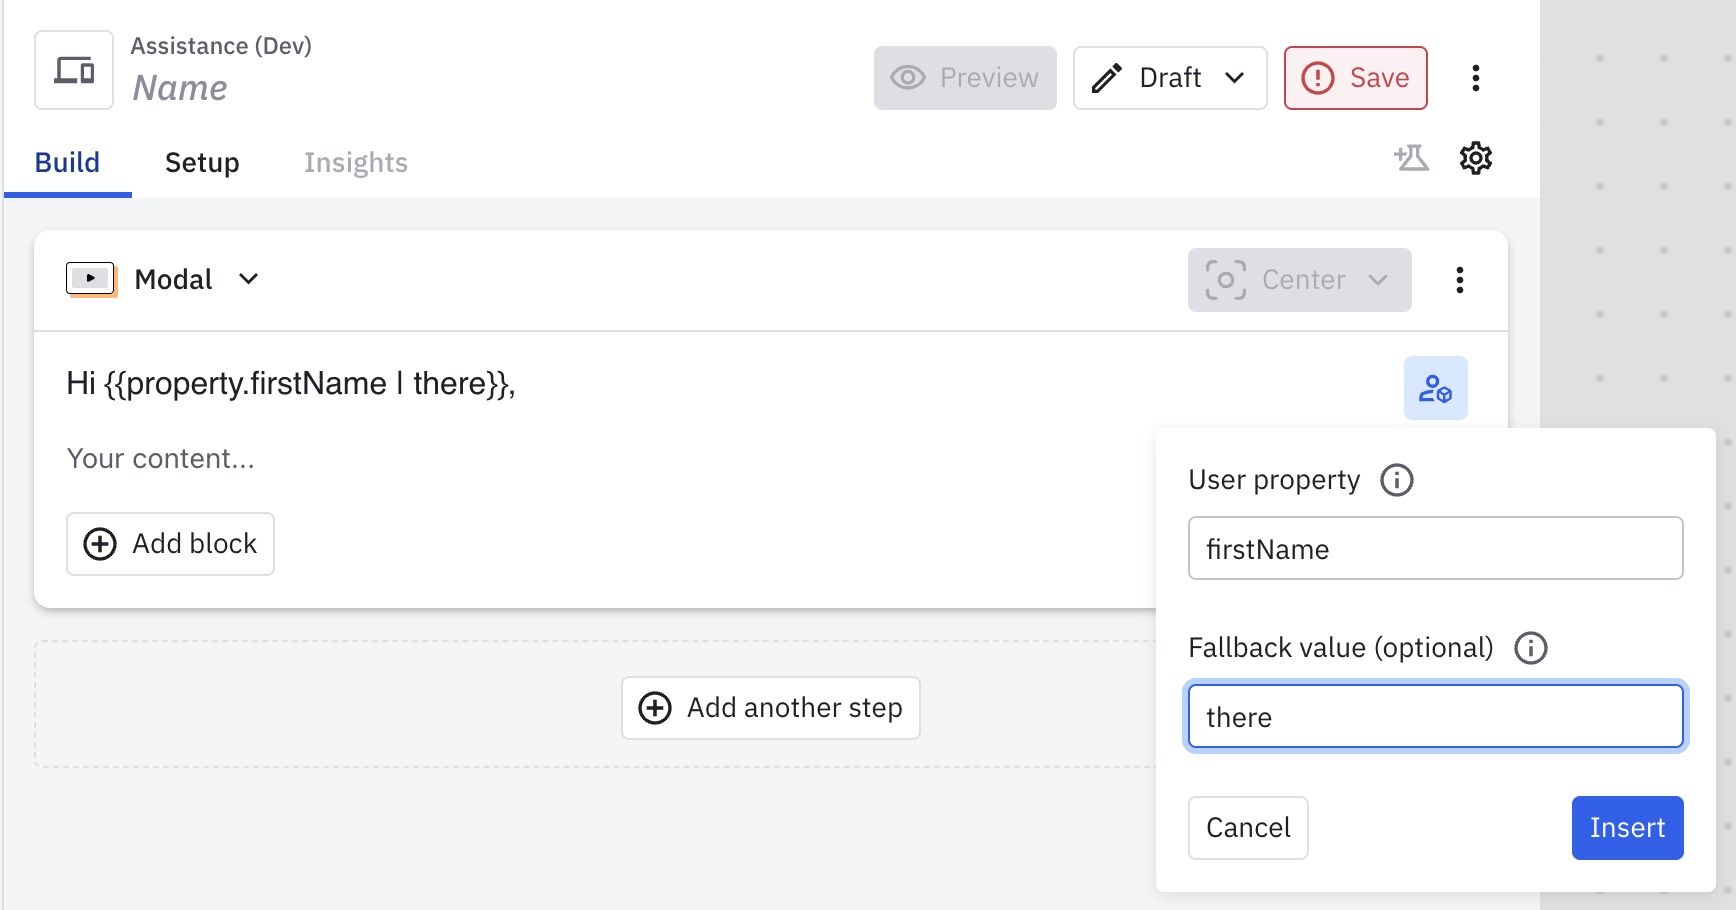 Assistance (Dev)
Name
Preview
Draft
Save
Build
Setup
Insights
Modal
Center
Hi {{property.firstName | there}},
Your content...
Add block
Add another step
User property
firstName
Fallback value (optional)
there
Cancel
Insert